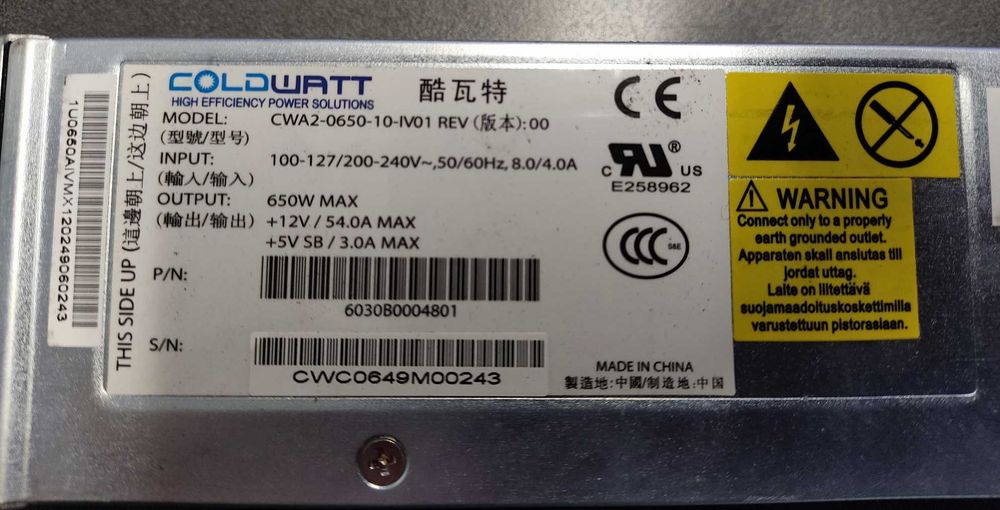 1U0650AIVMX1202490602​43
THIS SIDE UP (這邊朝上/这边朝上)
COLDWATT
HIGH EFFICIENCY POWER SOLUTIONS
酷瓦特
MODEL: CWA2-0650-10-IV01 REV (版本):00
(型號/型号)
INPUT: 100-127/200-240V~,50/60Hz, 8.0/4.0A
(輸入/输入)
OUTPUT: 650W MAX
(輸出/输出) +12V / 54.0A MAX
+5V SB / 3.0A MAX
P/N:
6030B0004801
S/N:
CWC0649M00243
CE
C RU ® US
E258962
CCC S&E
MADE IN CHINA
製造地:中國/制造地:中国
WARNING
Connect only to a properly
earth grounded outlet.
Apparaten skall anslutas till
jordat uttag.
Laite on liitettävä
suojamaadoituskoskettimilla
varustettuun pistorasiaan.